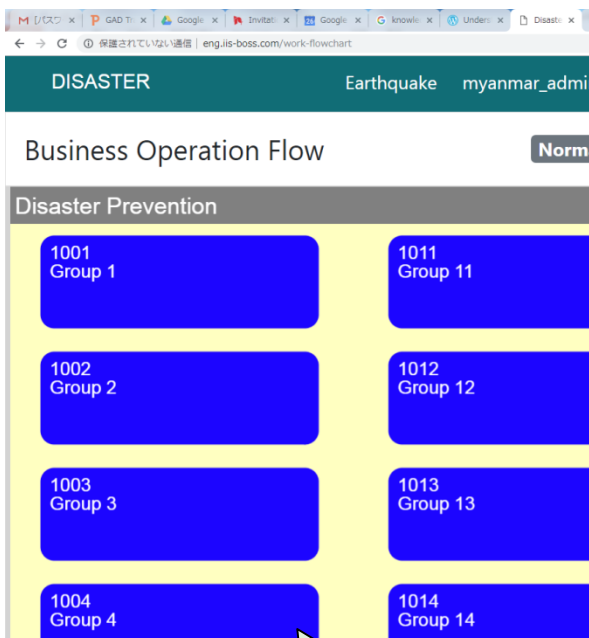 [パスワ GAD Ti Google Invitati Google knowle Unders Disaste
保護されていない通信 | eng.iis-boss.com/work-flowchart
DISASTER Earthquake myanmar_admi
Business Operation Flow Norm
Disaster Prevention
1001 1011
Group 1 Group 11
1002 1012
Group 2 Group 12
1003 1013
Group 3 Group 13
1004 1014
Group 4 Group 14